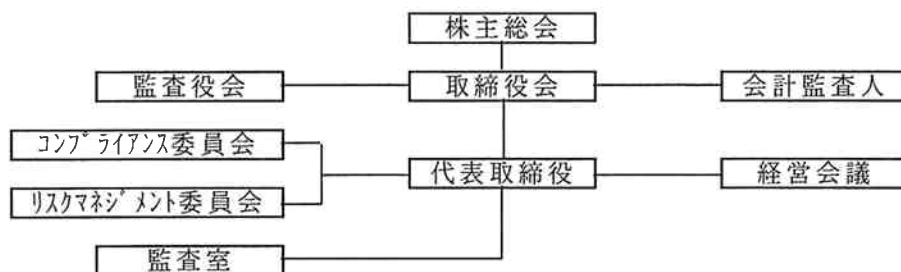 株主総会
監査役会
取締役会
会計監査人
ｺﾝﾌﾟﾗｲｱﾝｽ委員会
代表取締役
経営会議
ﾘｽｸﾏﾈｼﾞﾒﾝﾄ委員会
監査室